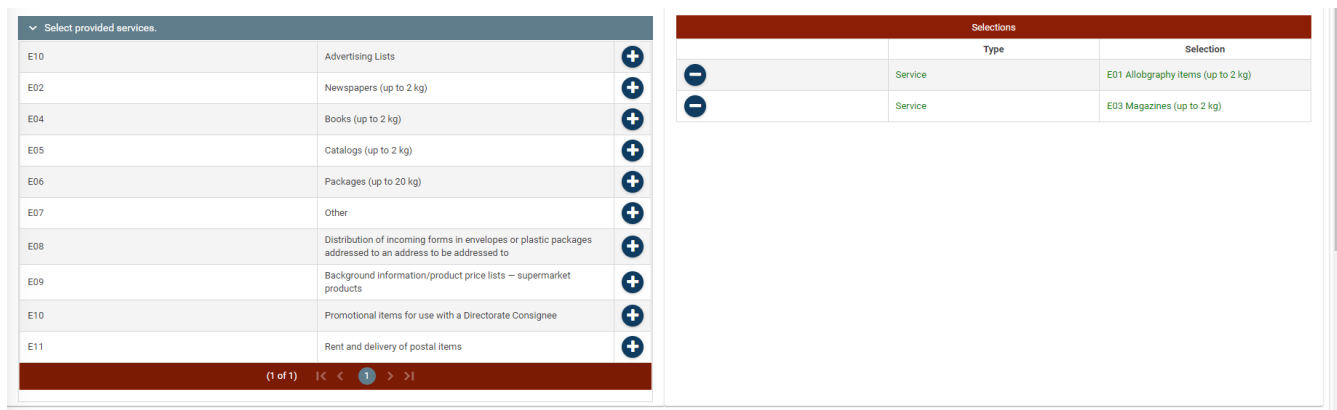 Select provided services.
E10 Advertising Lists
E02 Newspapers (up to 2 kg)
E04 Books (up to 2 kg)
E05 Catalogs (up to 2 kg)
E06 Packages (up to 20 kg)
E07 Other
E08 Distribution of incoming forms in envelopes or plastic packages
addressed to an address to be addressed to
E09 Background information/product price lists — supermarket
products
E10 Promotional items for use with a Directorate Consignee
E11 Rent and delivery of postal items
(1 of 1) 1
Selections
Type Selection
Service E01 Allobgraphy items (up to 2 kg)
Service E03 Magazines (up to 2 kg)